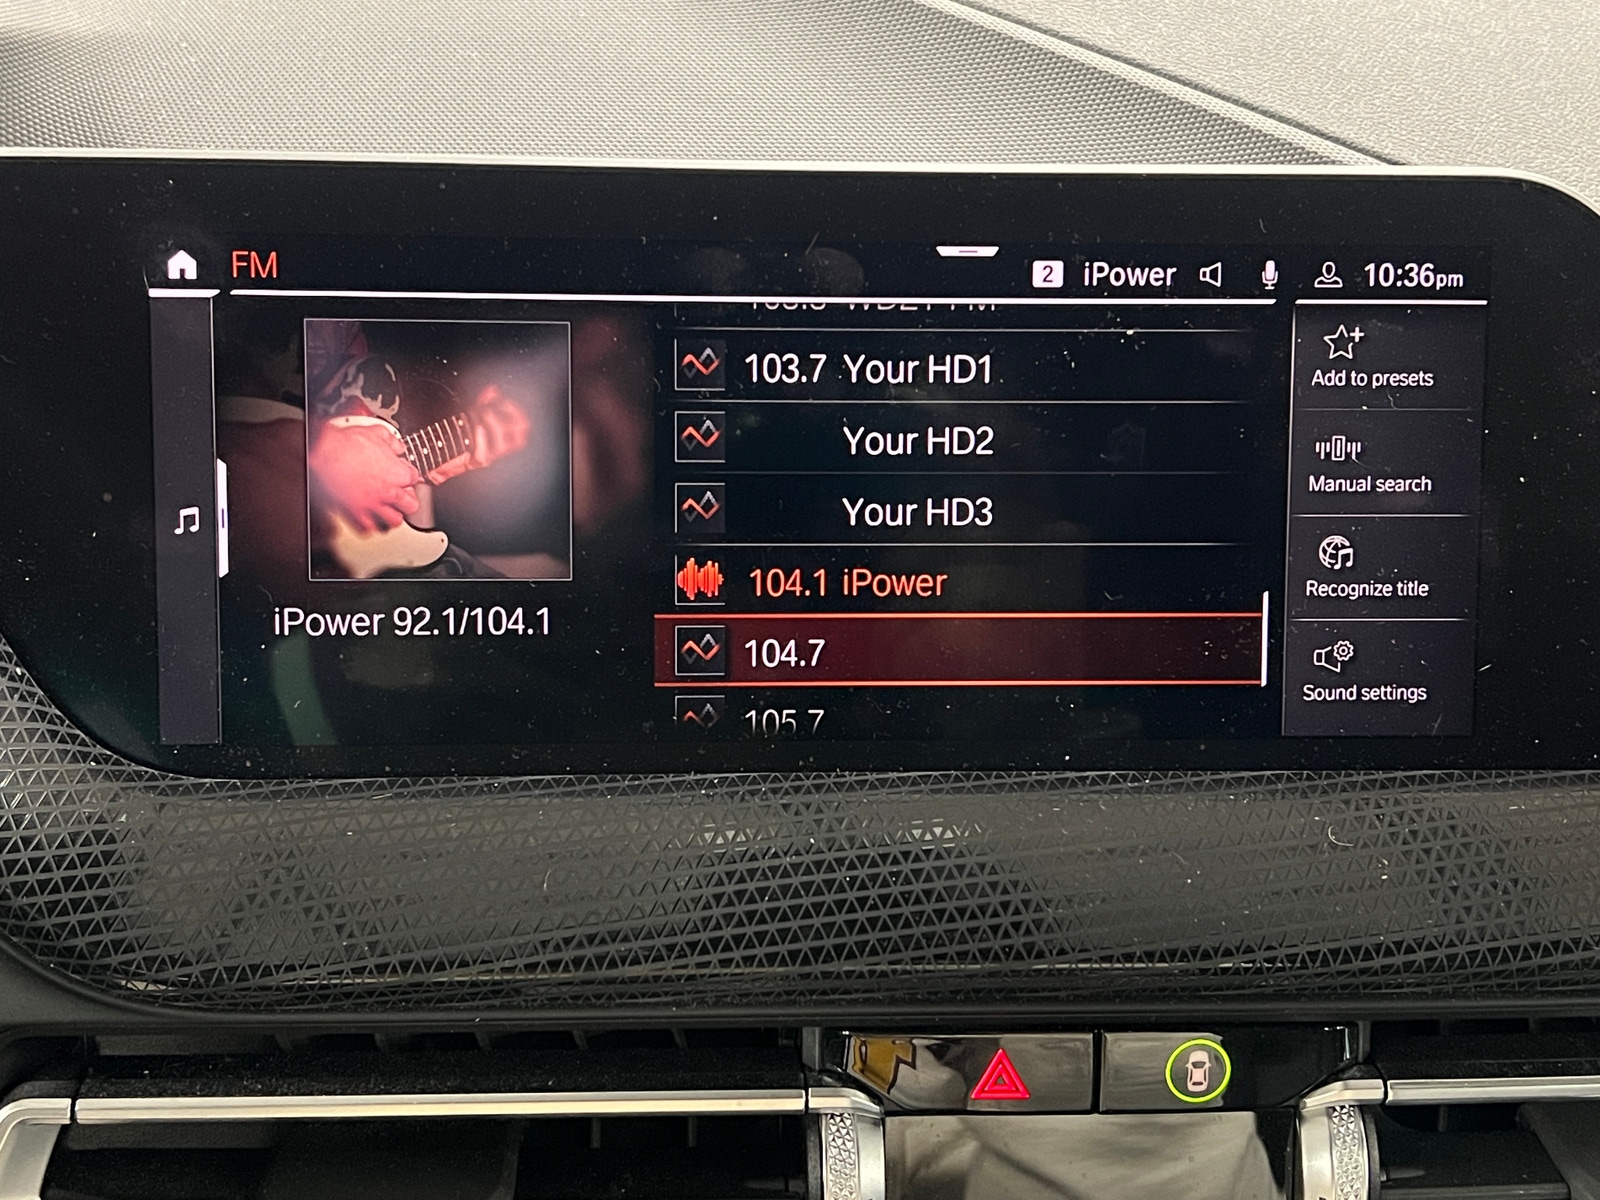 FM
2 iPower 10:36pm
103.7 Your HD1
Your HD2
Your HD3
104.1 iPower
104.7
105.7
iPower 92.1/104.1
Add to presets
Manual search
Recognize title
Sound settings